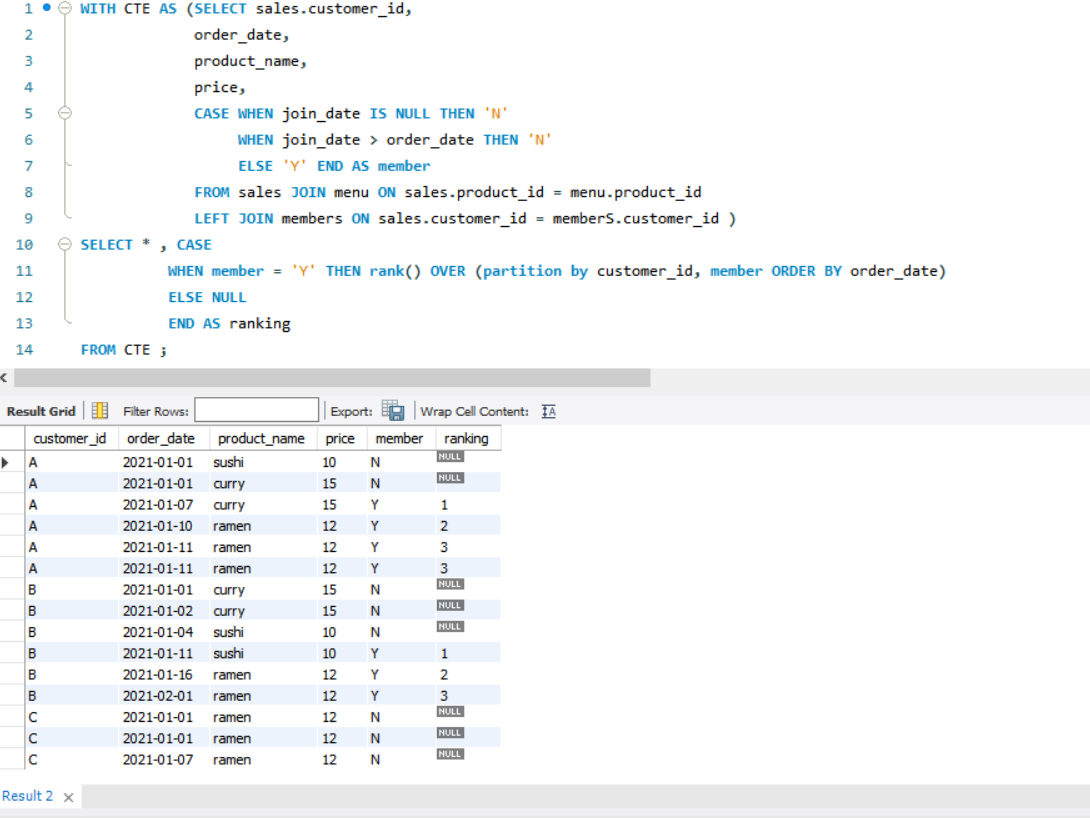 1 WITH CTE AS (SELECT sales.customer_id,
2 order_date,
3 product_name,
4 price,
5 CASE WHEN join_date IS NULL THEN 'N'
6 WHEN join_date > order_date THEN 'N'
7 ELSE 'Y' END AS member
8 FROM sales JOIN menu ON sales.product_id = menu.product_id
9 LEFT JOIN members ON sales.customer_id = memberS.customer_id )
10 SELECT * , CASE
11 WHEN member = 'Y' THEN rank() OVER (partition by customer_id, member ORDER BY order_date)
12 ELSE NULL
13 END AS ranking
14 FROM CTE ;
Result Grid Filter Rows: Export: Wrap Cell Content: IA
customer_id order_date product_name price member ranking
A 2021-01-01 sushi 10 N NULL
A 2021-01-01 curry 15 N NULL
A 2021-01-07 curry 15 Y 1
A 2021-01-10 ramen 12 Y 2
A 2021-01-11 ramen 12 Y 3
A 2021-01-11 ramen 12 Y 3
B 2021-01-01 curry 15 N NULL
B 2021-01-02 curry 15 N NULL
B 2021-01-04 sushi 10 N NULL
B 2021-01-11 sushi 10 Y 1
B 2021-01-16 ramen 12 Y 2
B 2021-02-01 ramen 12 Y 3
C 2021-01-01 ramen 12 N NULL
C 2021-01-01 ramen 12 N NULL
C 2021-01-07 ramen 12 N NULL
Result 2